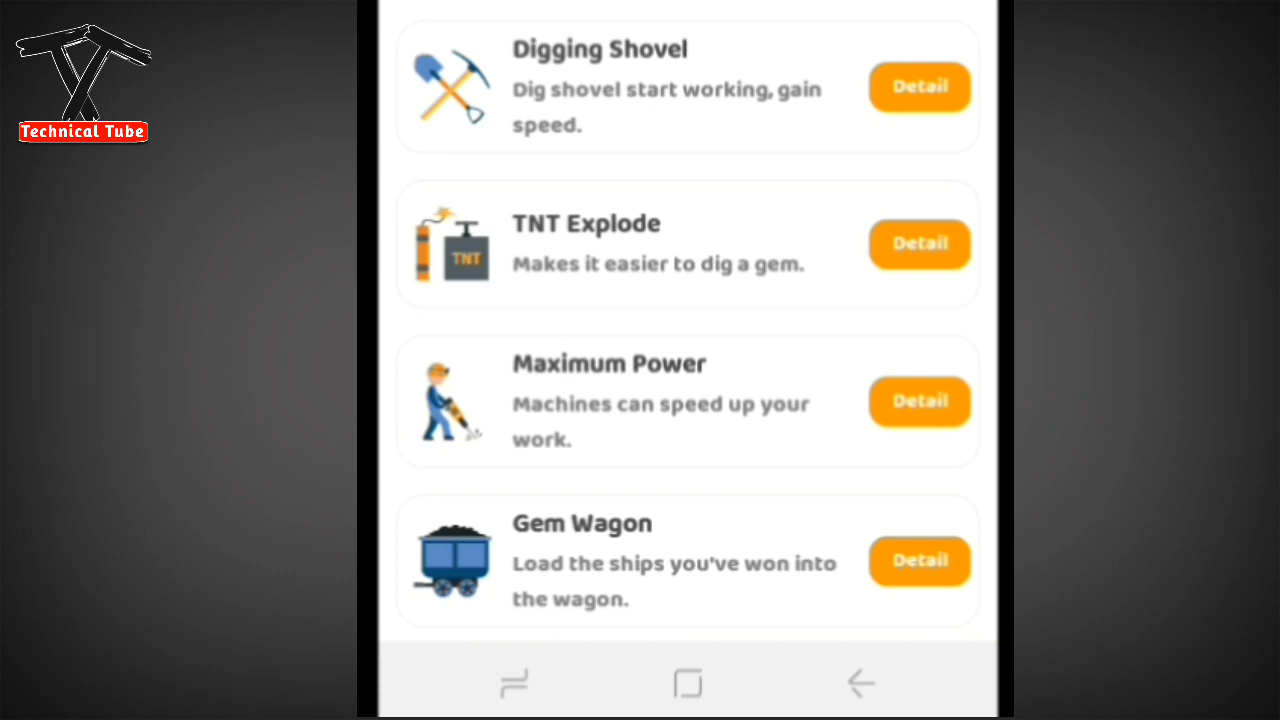 Technical Tube
Digging Shovel
Dig shovel start working, gain
speed.
Detail
TNT Explode
Makes it easier to dig a gem.
TNT
Detail
Maximum Power
Machines can speed up your
work.
Detail
Gem Wagon
Load the ships you've won into
the wagon.
Detail